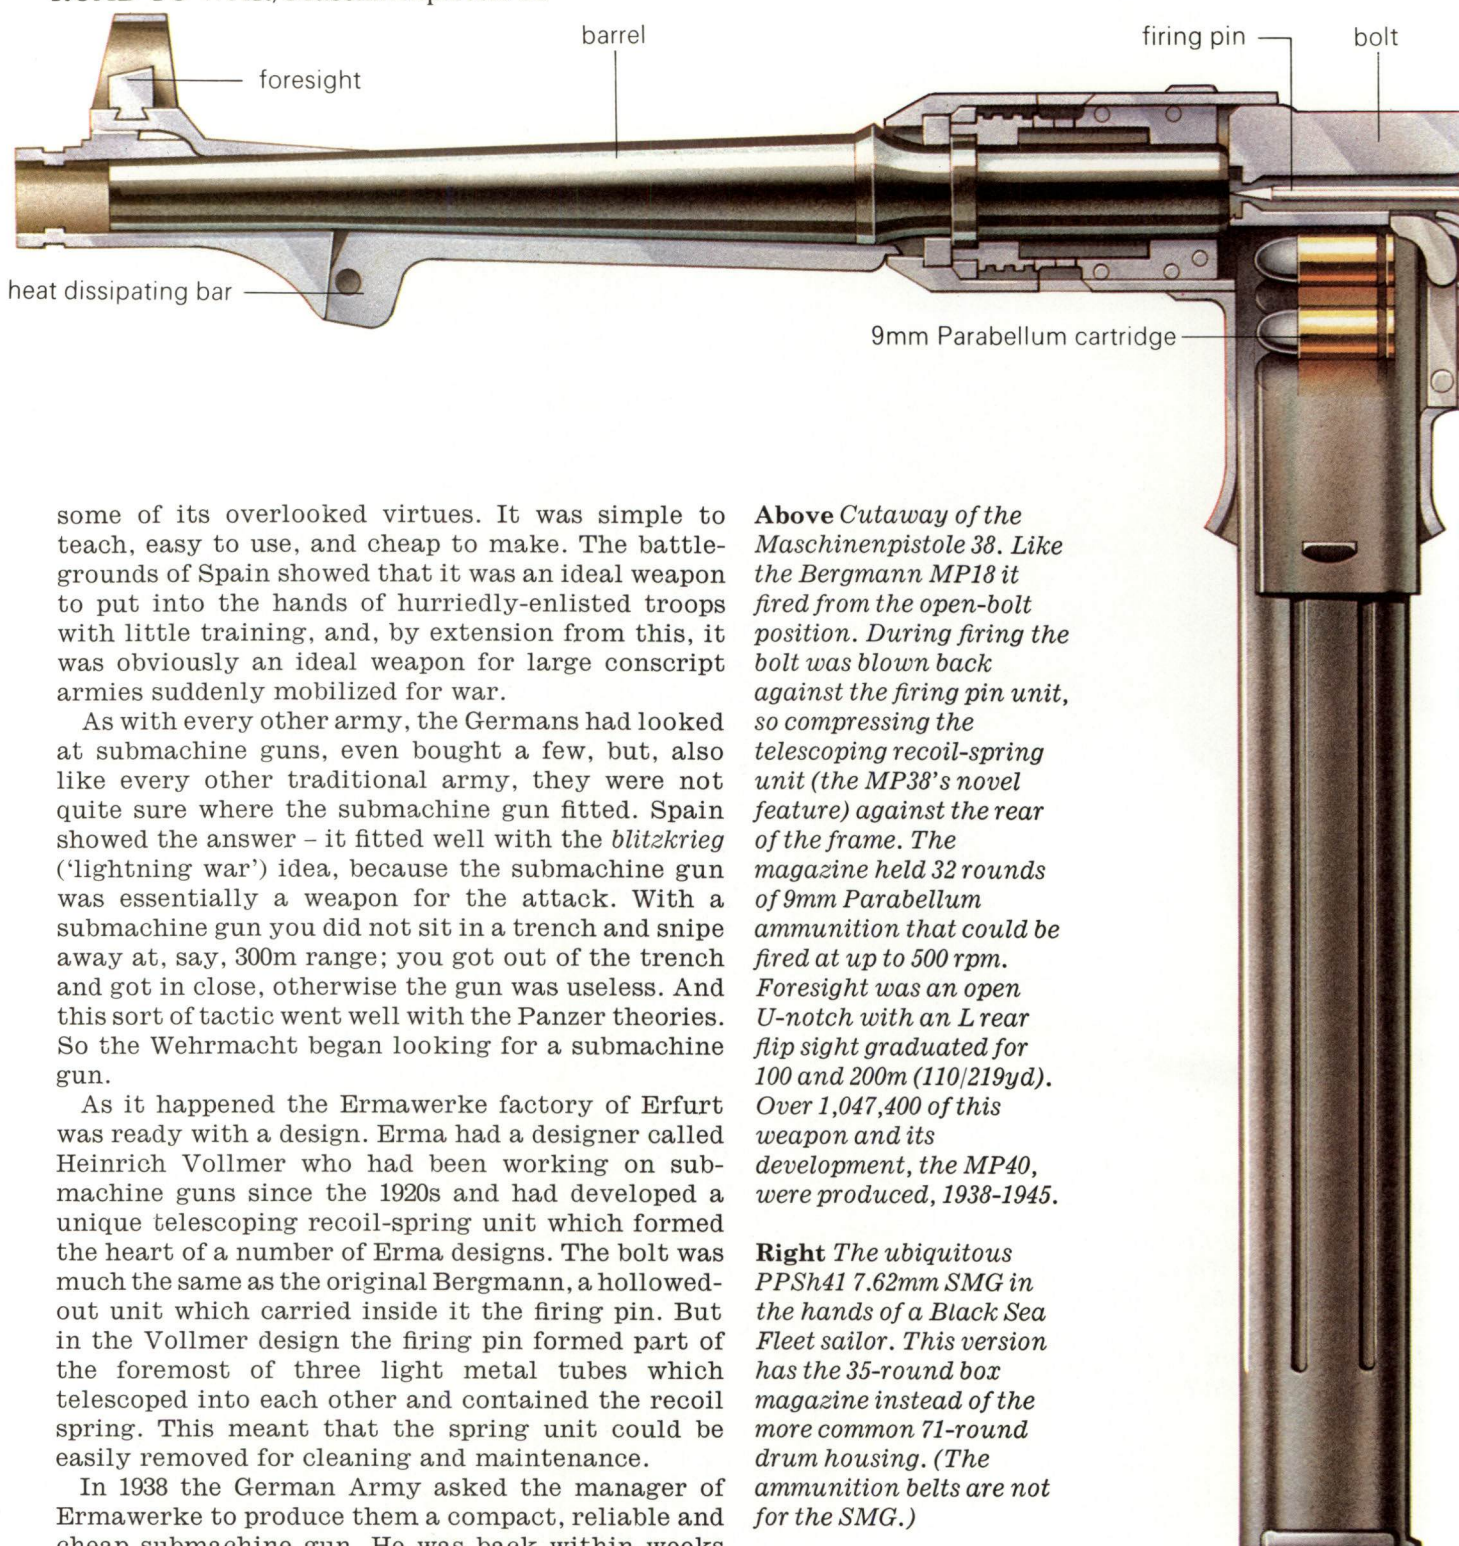 barrel
firing pin
bolt
foresight
heat dissipating bar
9mm Parabellum cartridge
some of its overlooked virtues. It was simple to
teach, easy to use, and cheap to make. The battle-
grounds of Spain showed that it was an ideal weapon
to put into the hands of hurriedly-enlisted troops
with little training, and, by extension from this, it
was obviously an ideal weapon for large conscript
armies suddenly mobilized for war.
As with every other army, the Germans had looked
at submachine guns, even bought a few, but, also
like every other traditional army, they were not
quite sure where the submachine gun fitted. Spain
showed the answer – it fitted well with the blitzkrieg
('lightning war') idea, because the submachine gun
was essentially a weapon for the attack. With a
submachine gun you did not sit in a trench and snipe
away at, say, 300m range; you got out of the trench
and got in close, otherwise the gun was useless. And
this sort of tactic went well with the Panzer theories.
So the Wehrmacht began looking for a submachine
gun.
As it happened the Ermawerke factory of Erfurt
was ready with a design. Erma had a designer called
Heinrich Vollmer who had been working on sub-
machine guns since the 1920s and had developed a
unique telescoping recoil-spring unit which formed
the heart of a number of Erma designs. The bolt was
much the same as the original Bergmann, a hollowed-
out unit which carried inside it the firing pin. But
in the Vollmer design the firing pin formed part of
the foremost of three light metal tubes which
telescoped into each other and contained the recoil
spring. This meant that the spring unit could be
easily removed for cleaning and maintenance.
In 1938 the German Army asked the manager of
Ermawerke to produce them a compact, reliable and
cheap submachine gun. He was back within weeks
Above Cutaway of the
Maschinenpistole 38. Like
the Bergmann MP18 it
fired from the open-bolt
position. During firing the
bolt was blown back
against the firing pin unit,
so compressing the
telescoping recoil-spring
unit (the MP38's novel
feature) against the rear
of the frame. The
magazine held 32 rounds
of 9mm Parabellum
ammunition that could be
fired at up to 500 rpm.
Foresight was an open
U-notch with an L rear
flip sight graduated for
100 and 200m (110/219yd).
Over 1,047,400 of this
weapon and its
development, the MP40,
were produced, 1938-1945.
Right The ubiquitous
PPSh41 7.62mm SMG in
the hands of a Black Sea
Fleet sailor. This version
has the 35-round box
magazine instead of the
more common 71-round
drum housing. (The
ammunition belts are not
for the SMG.)